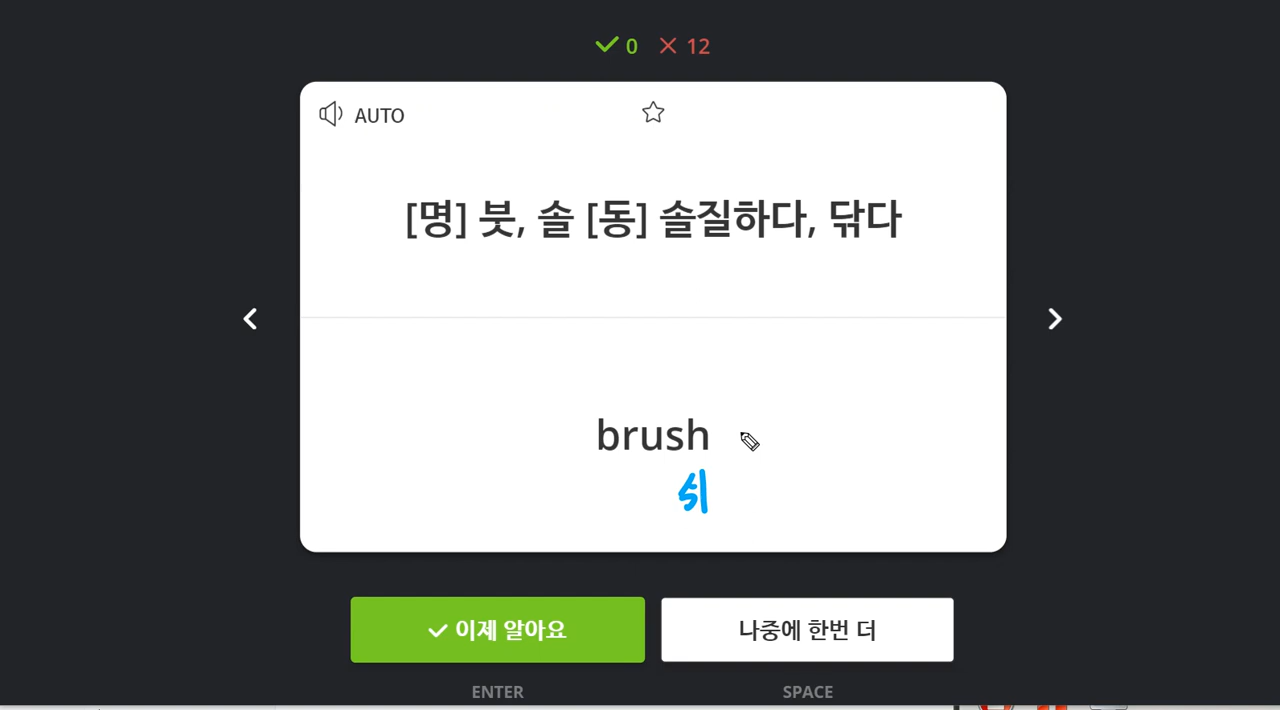 0 12
AUTO
[명] 붓, 솔 [동] 솔질하다, 닦다
brush
쉬
이제 알아요 나중에 한번 더
ENTER SPACE